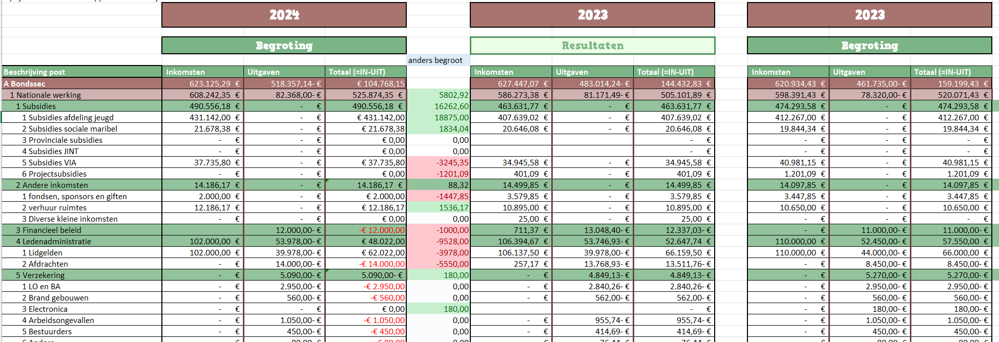 2024 2023 2023
Begroting Resultaten Begroting
anders begroot
Beschrijving post Inkomsten Uitgaven Totaal (=IN-UIT) Inkomsten Uitgaven Totaal (=IN-UIT) Inkomsten Uitgaven Totaal (=IN-UIT)
A Bondssec 623.125,29 € 518.357,14- € € 104.768,15 627.447,07 € 483.014,24- € 144.432,83 € 620.934,43 € 461.735,00- € 159.199,43 €
1 Nationale werking 608.242,35 € 82.368,00- € 525.874,35 € 5802,92 586.273,38 € 81.171,49- € 505.101,89 € 598.391,43 € 78.320,00- € 520.071,43 €
1 Subsidies 490.556,18 € - € 490.556,18 € 16262,60 463.631,77 € - € 463.631,77 € 474.293,58 € - € 474.293,58 €
1 Subsidies afdeling jeugd 431.142,00 € - € € 431.142,00 18875,00 407.639,02 € - € 407.639,02 € 412.267,00 € - € 412.267,00 €
2 Subsidies sociale maribel 21.678,38 € - € € 21.678,38 1834,04 20.646,08 € - € 20.646,08 € 19.844,34 € - € 19.844,34 €
3 Provinciale subsidies - € - € € 0,00 0,00 - € - € - € - €
4 Subsidies JINT - € - € € 0,00 0,00 - € - € - € - €
5 Subsidies VIA 37.735,80 € - € € 37.735,80 -3245,35 34.945,58 € - € 34.945,58 € 40.981,15 € - € 40.981,15 €
6 Projectsubsidies - € - € € 0,00 -1201,09 401,09 € - € 401,09 € 1.201,09 € - € 1.201,09 €
2 Andere inkomsten 14.186,17 € - € 14.186,17 € 88,32 14.499,85 € - € 14.499,85 € 14.097,85 € - € 14.097,85 €
1 fondsen, sponsors en giften 2.000,00 € - € € 2.000,00 -1447,85 3.579,85 € - € 3.579,85 € 3.447,85 € - € 3.447,85 €
2 verhuur ruimtes 12.186,17 € - € € 12.186,17 1536,17 10.895,00 € - € 10.895,00 € 10.650,00 € - € 10.650,00 €
3 Diverse kleine inkomsten - € - € € 0,00 0,00 25,00 € - € 25,00 € - € - € - €
3 Financieel beleid 12.000,00- € -€ 12.000,00 -1000,00 711,37 € 13.048,40- € 12.337,03- € - € 11.000,00- € 11.000,00- €
4 Ledenadministratie 102.000,00 € 53.978,00- € € 48.022,00 -9528,00 106.394,67 € 53.746,93- € 52.647,74 € 110.000,00 € 52.450,00- € 57.550,00 €
1 Lidgelden 102.000,00 € 39.978,00- € € 62.022,00 -3978,00 106.137,50 € 39.978,00- € 66.159,50 € 110.000,00 € 44.000,00- € 66.000,00 €
2 Afdrachten - € 14.000,00- € -€ 14.000,00 -5550,00 257,17 € 13.768,93- € 13.511,76- € - € 8.450,00- € 8.450,00- €
5 Verzekering - € 5.090,00- € 5.090,00- € 180,00 - € 4.849,13- € 4.849,13- € - € 5.270,00- € 5.270,00- €
1 LO en BA - € 2.950,00- € -€ 2.950,00 0,00 - € 2.840,26- € 2.840,26- € - € 2.950,00- € 2.950,00- €
2 Brand gebouwen - € 560,00- € -€ 560,00 0,00 - € 562,00- € 562,00- € - € 560,00- € 560,00- €
3 Electronica - € - € € 0,00 180,00 - € - € 180,00- € 180,00- €
4 Arbeidsongevallen - € 1.050,00- € -€ 1.050,00 0,00 - € 955,74- € 955,74- € - € 1.050,00- € 1.050,00- €
5 Bestuurders - € 450,00- € -€ 450,00 0,00 - € 414,69- € 414,69- € - € 450,00- € 450,00- €